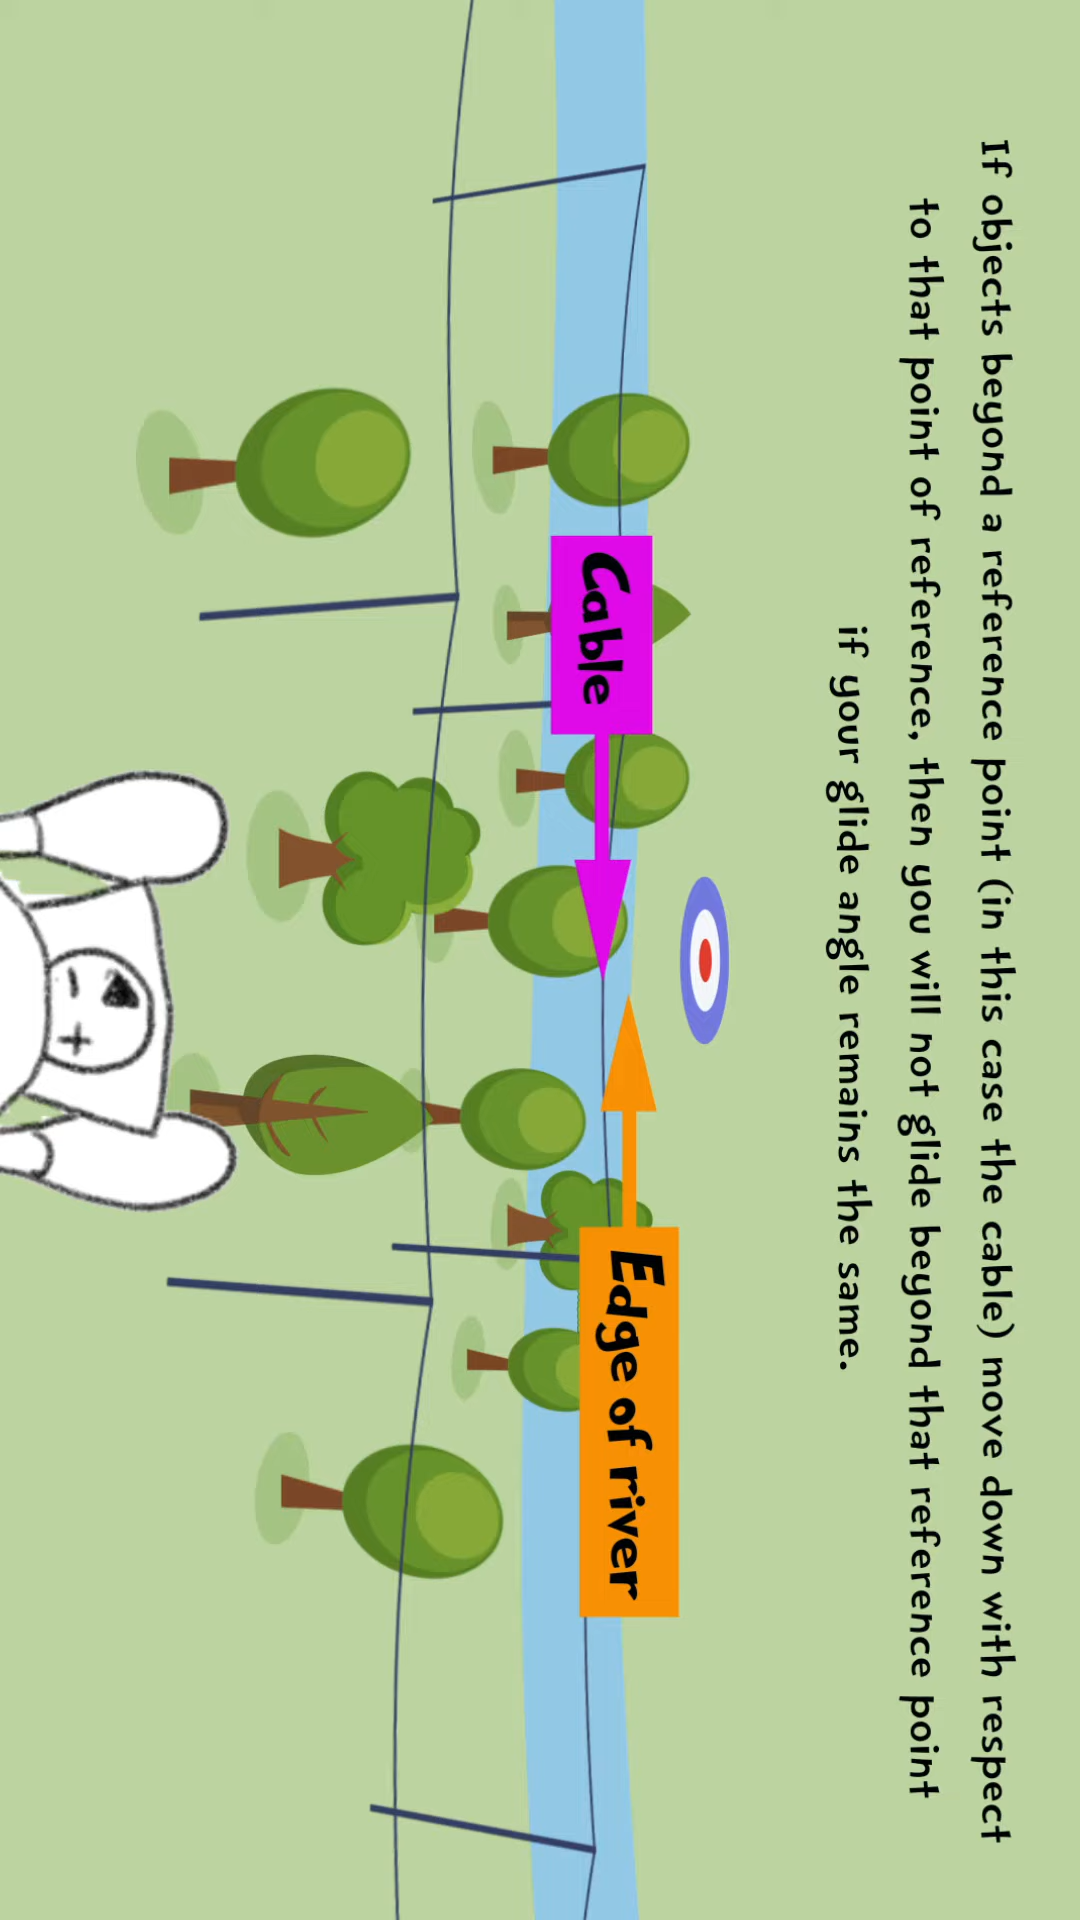 If objects beyond a reference point (in this case the cable) move down with respect
to that point of reference, then you will not glide beyond that reference point
if your glide angle remains the same.
Cable
Edge of river